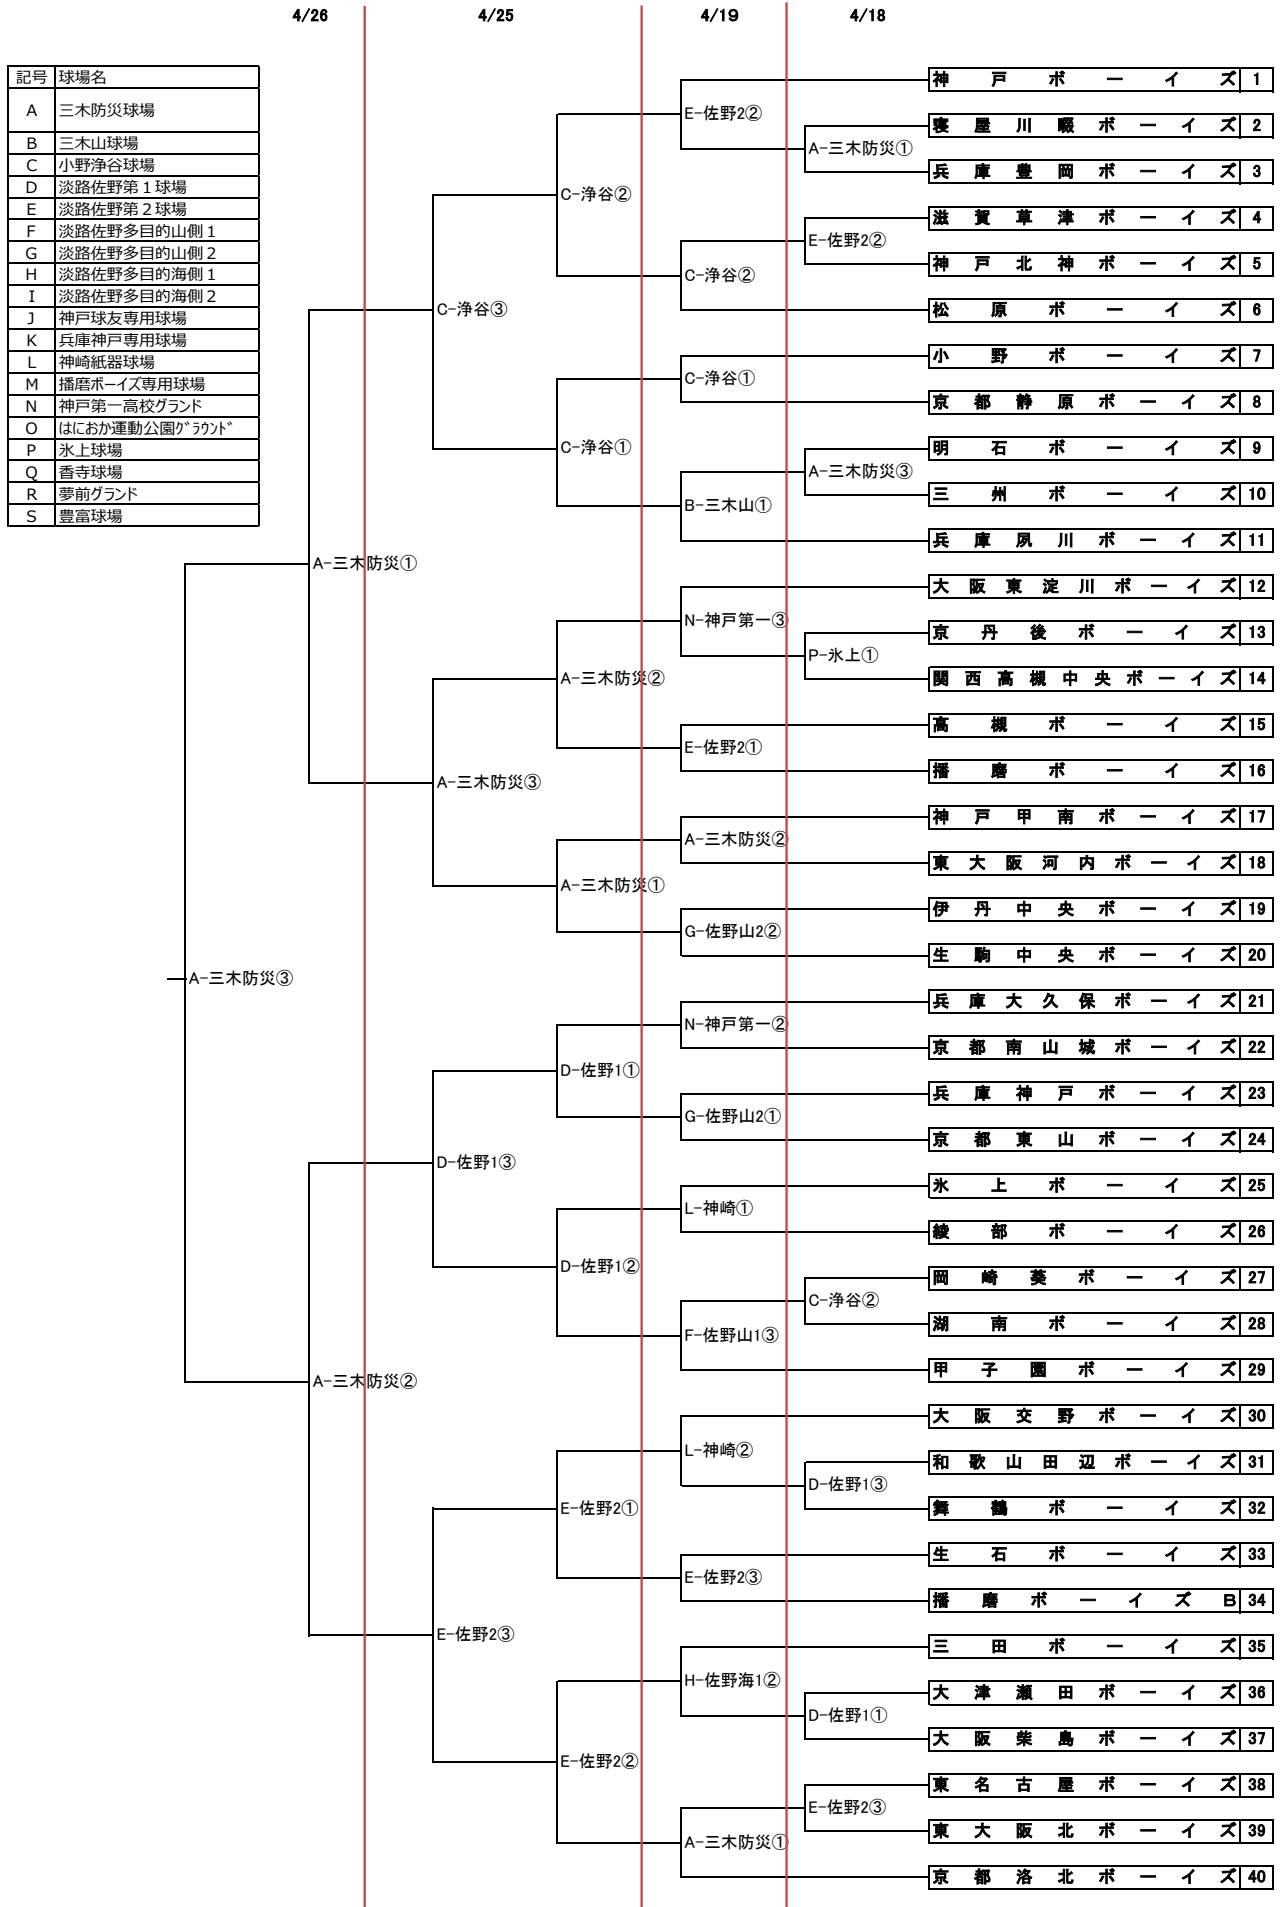 4/26 4/25 4/19 4/18
記号 球場名
A 三木防災球場
B 三木山球場
C 小野浄谷球場
D 淡路佐野第1球場
E 淡路佐野第2球場
F 淡路佐野多目的山側1
G 淡路佐野多目的山側2
H 淡路佐野多目的海側1
I 淡路佐野多目的海側2
J 神戸球友専用球場
K 兵庫神戸専用球場
L 神崎紙器球場
M 播磨ボーイズ専用球場
N 神戸第一高校グランド
O はにおか運動公園グラウンド
P 氷上球場
Q 香寺球場
R 夢前グランド
S 豊富球場
A-三木防災③
A-三木防災①
A-三木防災②
C-浄谷③
A-三木防災③
D-佐野1③
E-佐野2③
C-浄谷②
C-浄谷①
A-三木防災②
A-三木防災①
D-佐野1①
D-佐野1②
E-佐野2①
E-佐野2②
E-佐野2②
C-浄谷②
C-浄谷①
B-三木山①
N-神戸第一③
E-佐野2①
A-三木防災②
G-佐野山2②
N-神戸第一②
G-佐野山2①
L-神崎①
F-佐野山1③
L-神崎②
E-佐野2③
H-佐野海1②
A-三木防災①
A-三木防災①
E-佐野2②
A-三木防災③
P-氷上①
C-浄谷②
D-佐野1③
D-佐野1①
E-佐野2③
神戸ボーイズ 1
寝屋川畷ボーイズ 2
兵庫豊岡ボーイズ 3
滋賀草津ボーイズ 4
神戸北神ボーイズ 5
松原ボーイズ 6
小野ボーイズ 7
京都静原ボーイズ 8
明石ボーイズ 9
三州ボーイズ 10
兵庫夙川ボーイズ 11
大阪東淀川ボーイズ 12
京丹後ボーイズ 13
関西高槻中央ボーイズ 14
高槻ボーイズ 15
播磨ボーイズ 16
神戸甲南ボーイズ 17
東大阪河内ボーイズ 18
伊丹中央ボーイズ 19
生駒中央ボーイズ 20
兵庫大久保ボーイズ 21
京都南山城ボーイズ 22
兵庫神戸ボーイズ 23
京都東山ボーイズ 24
氷上ボーイズ 25
綾部ボーイズ 26
岡崎葵ボーイズ 27
湖南ボーイズ 28
甲子園ボーイズ 29
大阪交野ボーイズ 30
和歌山田辺ボーイズ 31
舞鶴ボーイズ 32
生石ボーイズ 33
播磨ボーイズB 34
三田ボーイズ 35
大津瀬田ボーイズ 36
大阪柴島ボーイズ 37
東名古屋ボーイズ 38
東大阪北ボーイズ 39
京都洛北ボーイズ 40